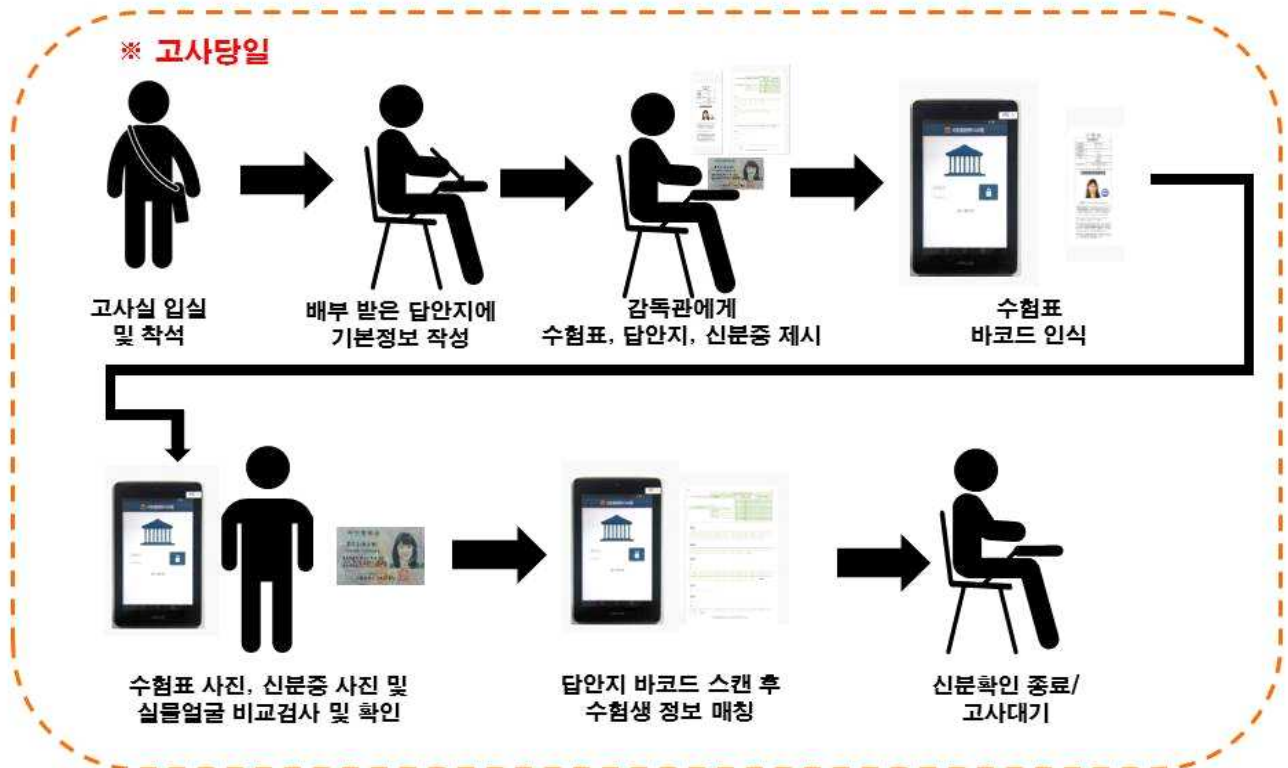 ※ 고사당일
고사실 입실
및 착석
배부 받은 답안지에
기본정보 작성
감독관에게
수험표, 답안지, 신분증 제시
수험표
바코드 인식
수험표 사진, 신분증 사진 및
실물얼굴 비교검사 및 확인
답안지 바코드 스캔 후
수험생 정보 매칭
신분확인 종료/
고사대기